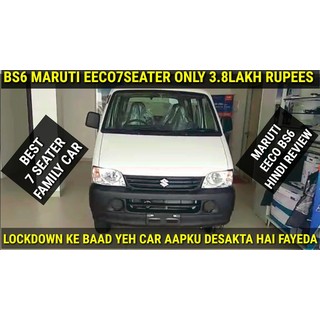 BS6 MARUTI EECO7SEATER ONLY 3.8LAKH RUPEES
BEST
7 SEATER
FAMILY CAR
MARUTI
EECO BS6
HINDI REVIEW
LOCKDOWN KE BAAD YEH CAR AAPKU DESAKTA HAI FAYEDA